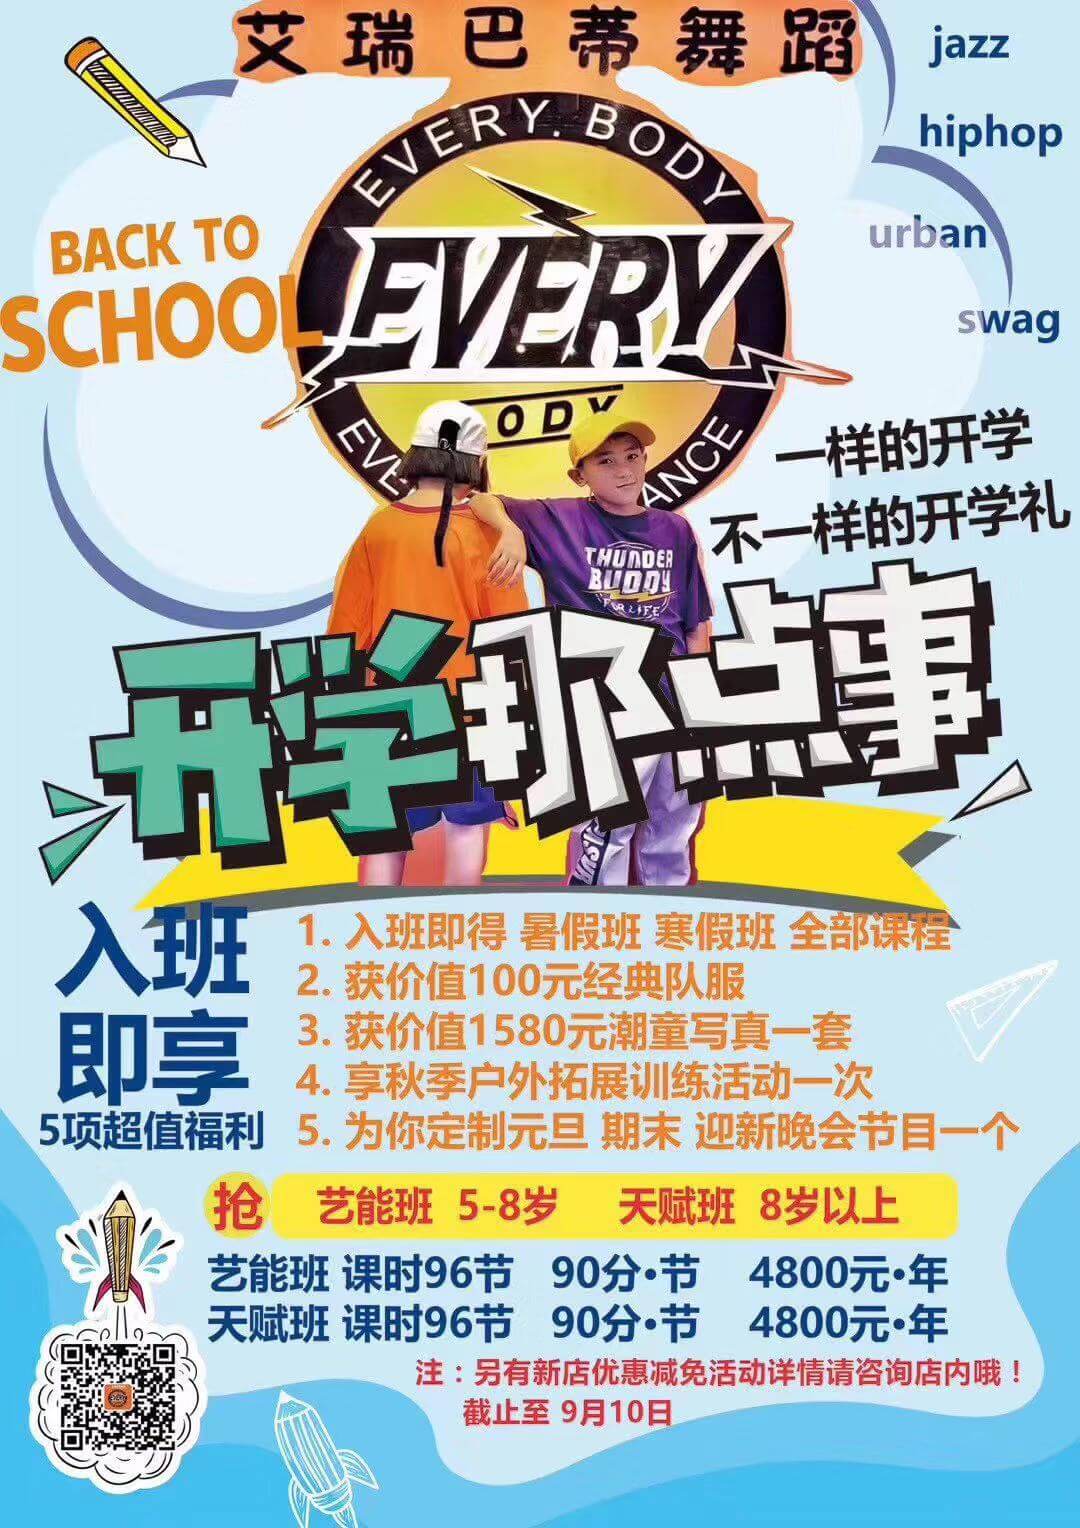 艾瑞巴蒂舞蹈
jazz
hiphop
urban
swag
EVERY. BODY
EVERY
BODY
ANCE
BACK TO
SCHOOL
THUNDER
BUDDY
FOR LIFE
一样的开学
不一样的开学礼
开学那点事
入班
即享
5项超值福利
1. 入班即得 暑假班 寒假班 全部课程
2. 获价值100元经典队服
3. 获价值1580元潮童写真一套
4. 享秋季户外拓展训练活动一次
5. 为你定制元旦 期末 迎新晚会节目一个
抢 艺能班 5-8岁 天赋班 8岁以上
艺能班 课时96节 90分·节 4800元·年
天赋班 课时96节 90分·节 4800元·年
注：另有新店优惠减免活动详情请咨询店内哦！
截止至 9月10日